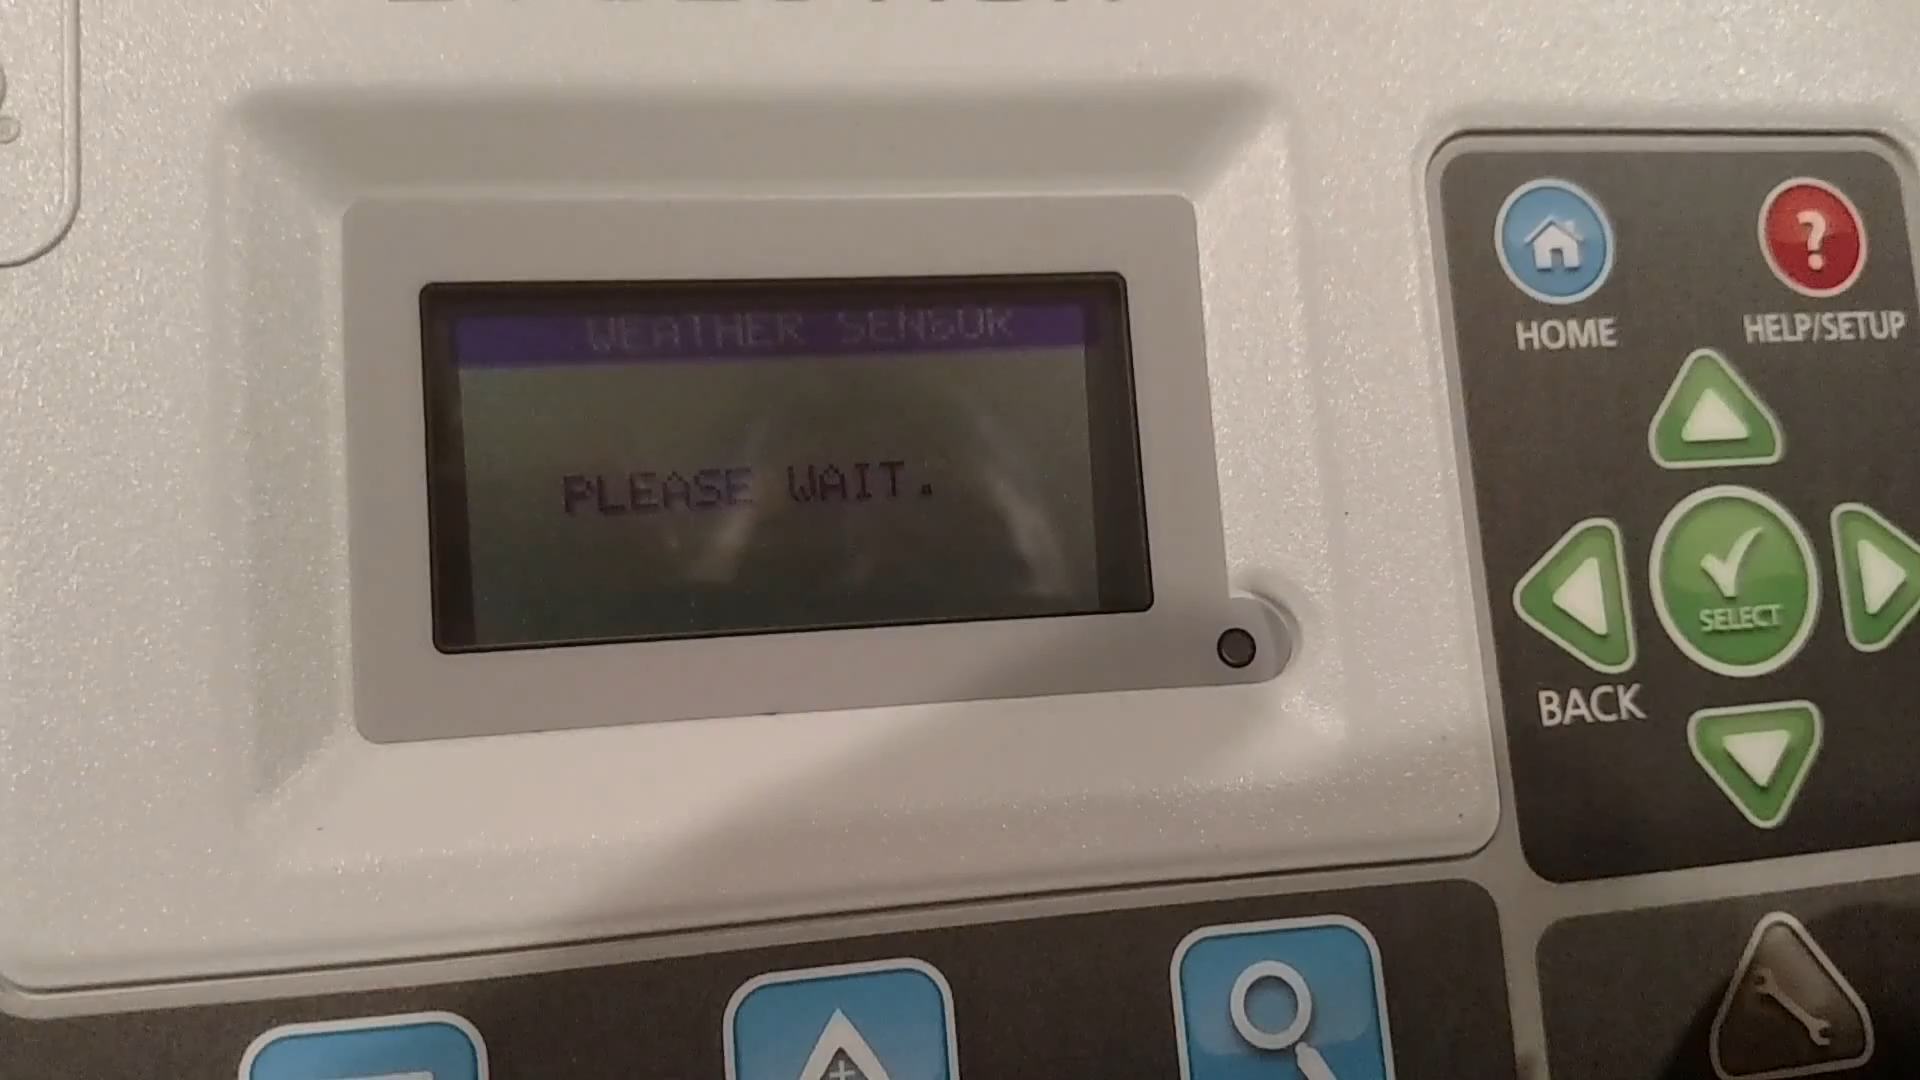 WEATHER SENSOR
PLEASE WAIT.
HOME
HELP/SETUP
SELECT
BACK